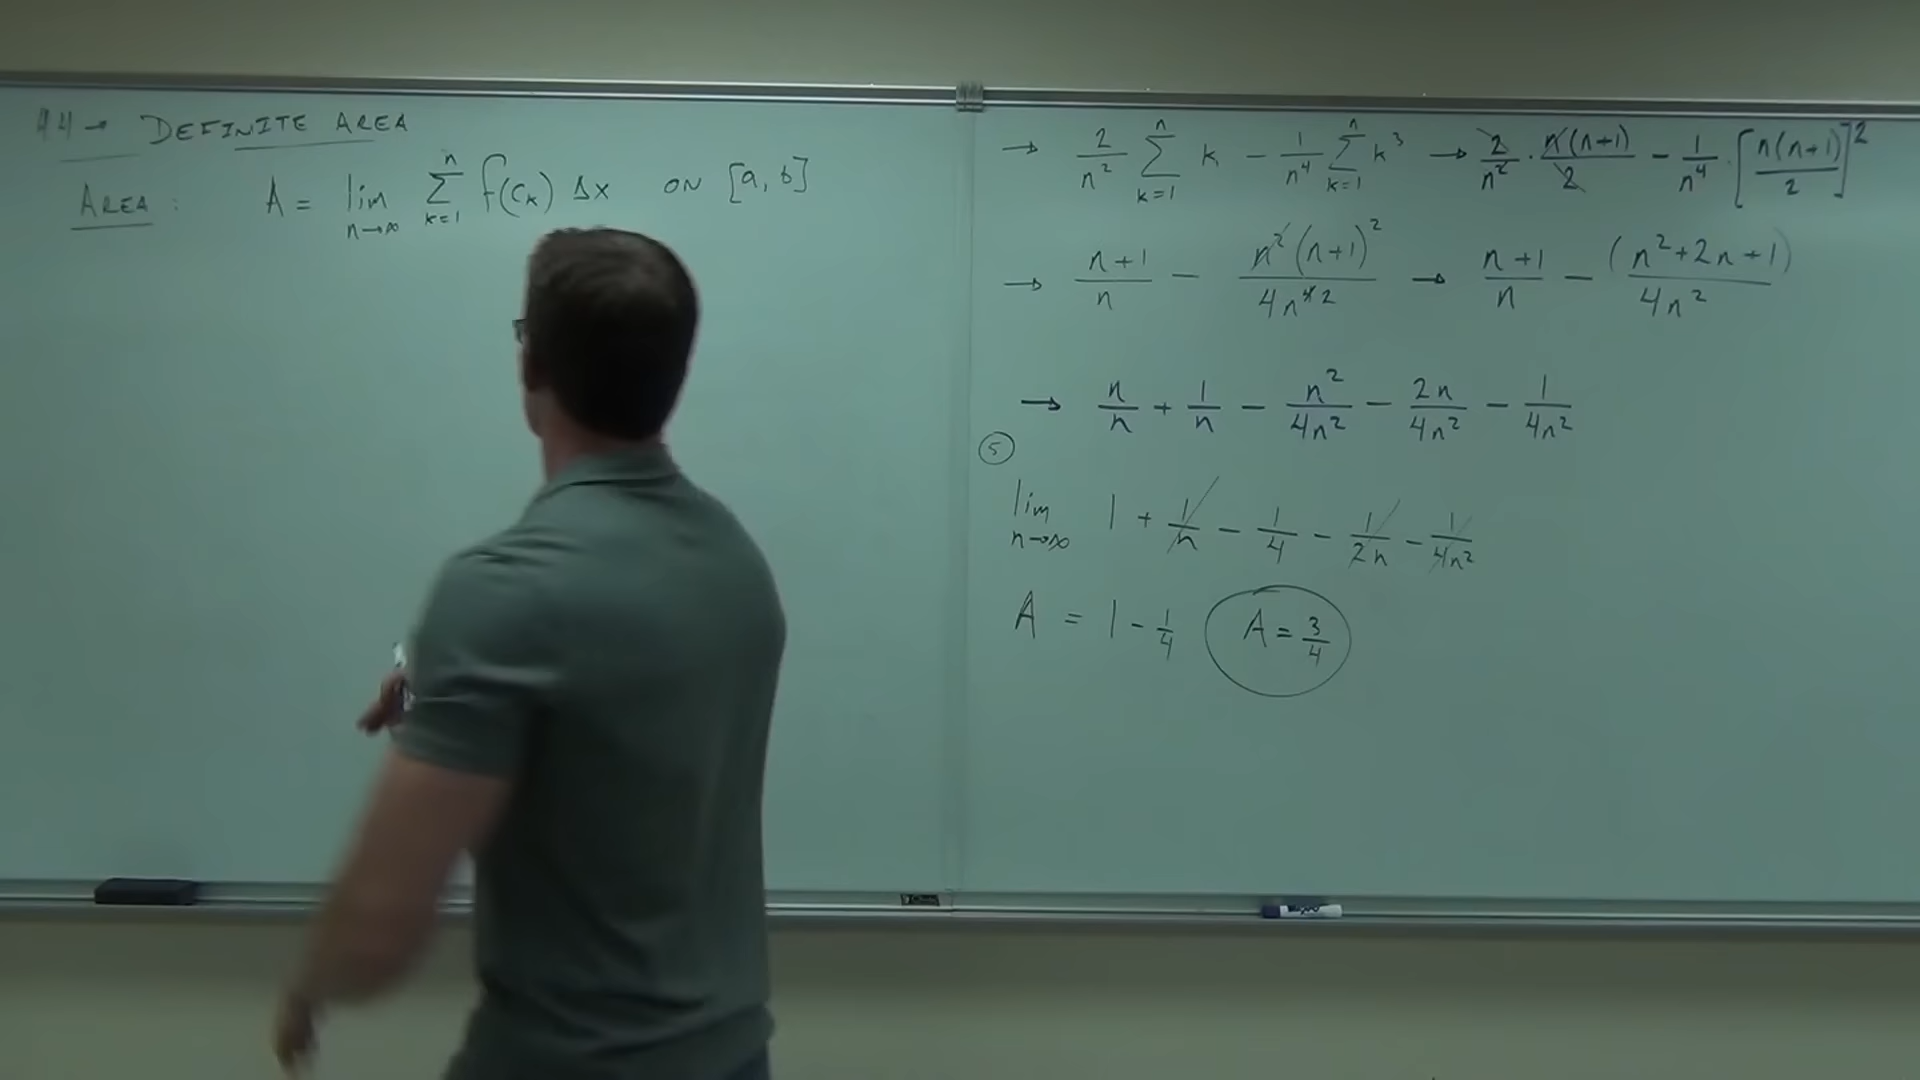 44 → DEFINITE AREA
AREA : A = lim n→∞ n Σ k=1 f(cₖ) Δx ON [a, b]
→ 2/n² n Σ k=1 k − 1/n⁴ n Σ k=1 k³ → 2/n² · n(n+1)/2 − 1/n⁴ · [n(n+1)/2]²
→ n+1/n − n²(n+1)²/4n⁴ 2 → n+1/n − (n²+2n+1)/4n²
→ n/n + 1/n − n²/4n² − 2n/4n² − 1/4n²
5
lim n→∞ 1 + 1/n − 1/4 − 1/2n − 1/4n²
A = 1 − 1/4 A = 3/4